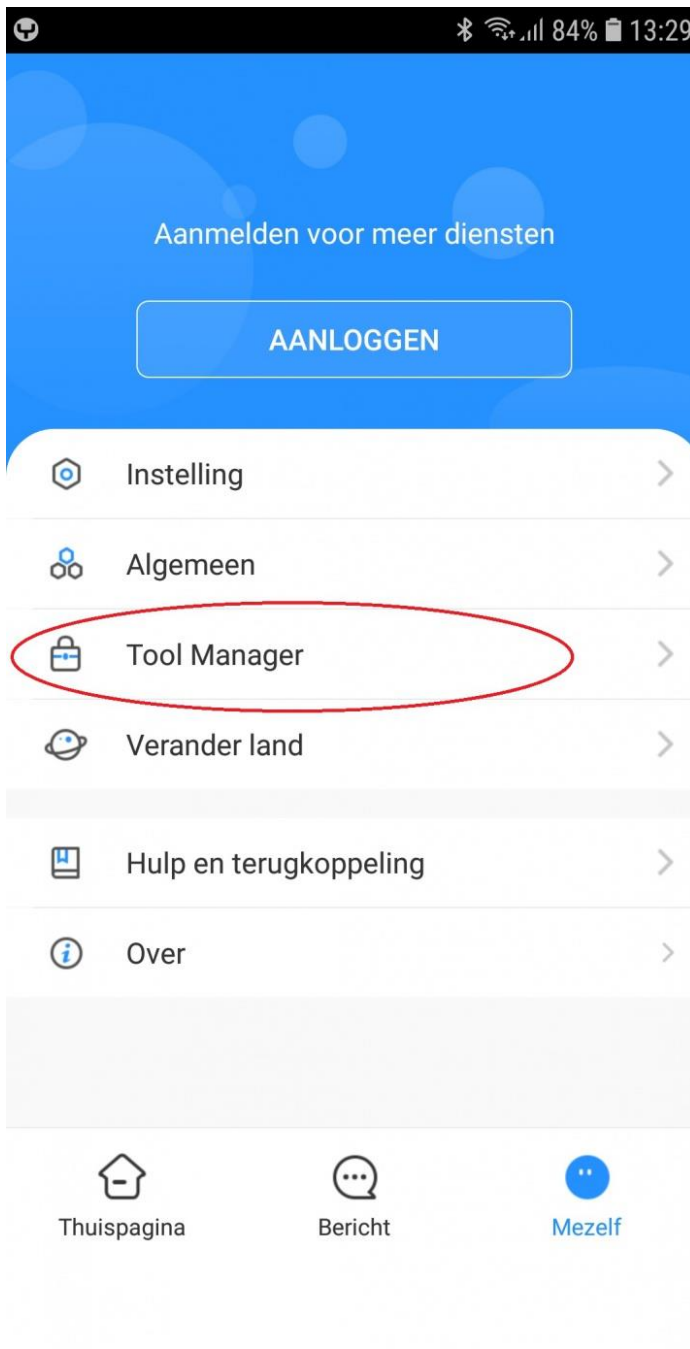 84% 13:29
Aanmelden voor meer diensten
AANLOGGEN
Instelling
Algemeen
Tool Manager
Verander land
Hulp en terugkoppeling
Over
Thuispagina Bericht Mezelf